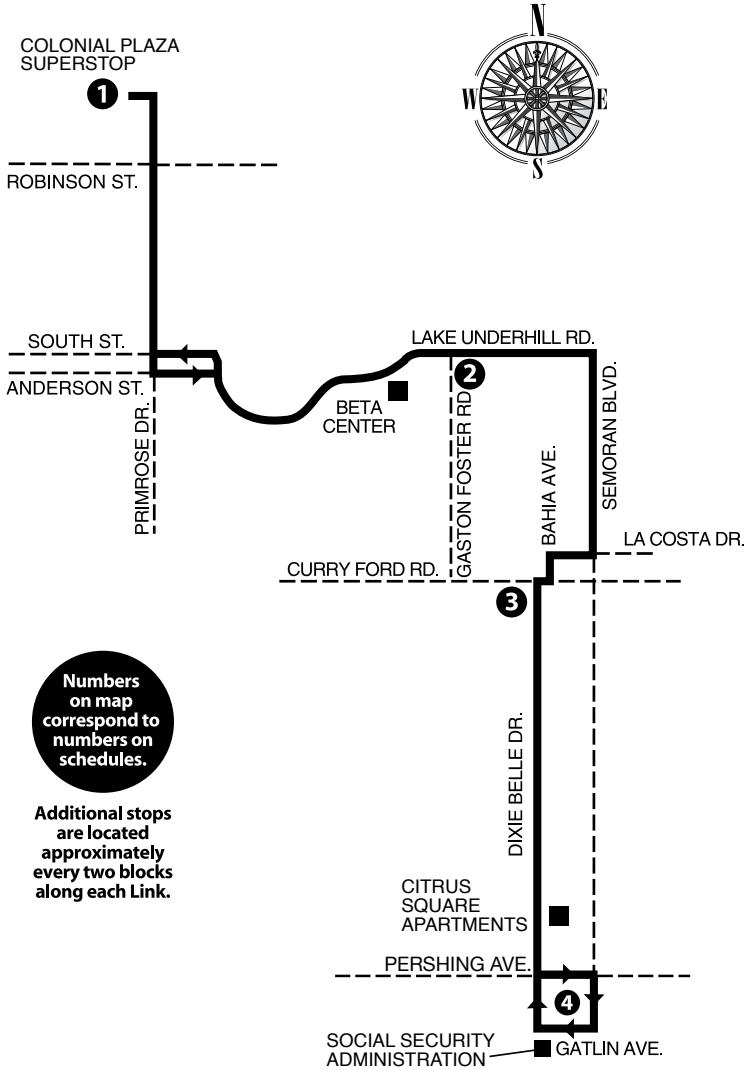 COLONIAL PLAZA
SUPERSTOP
1
N
W
E
S
ROBINSON ST.
SOUTH ST.
ANDERSON ST.
PRIMROSE DR.
LAKE UNDERHILL RD.
2
BETA
CENTER
GASTON FOSTER RD
BAHIA AVE.
SEMORAN BLVD.
LA COSTA DR.
CURRY FORD RD.
3
Numbers
on map
correspond to
numbers on
schedules.
Additional stops
are located
approximately
every two blocks
along each Link.
DIXIE BELLE DR.
CITRUS
SQUARE
APARTMENTS
PERSHING AVE.
4
SOCIAL SECURITY
ADMINISTRATION
GATLIN AVE.